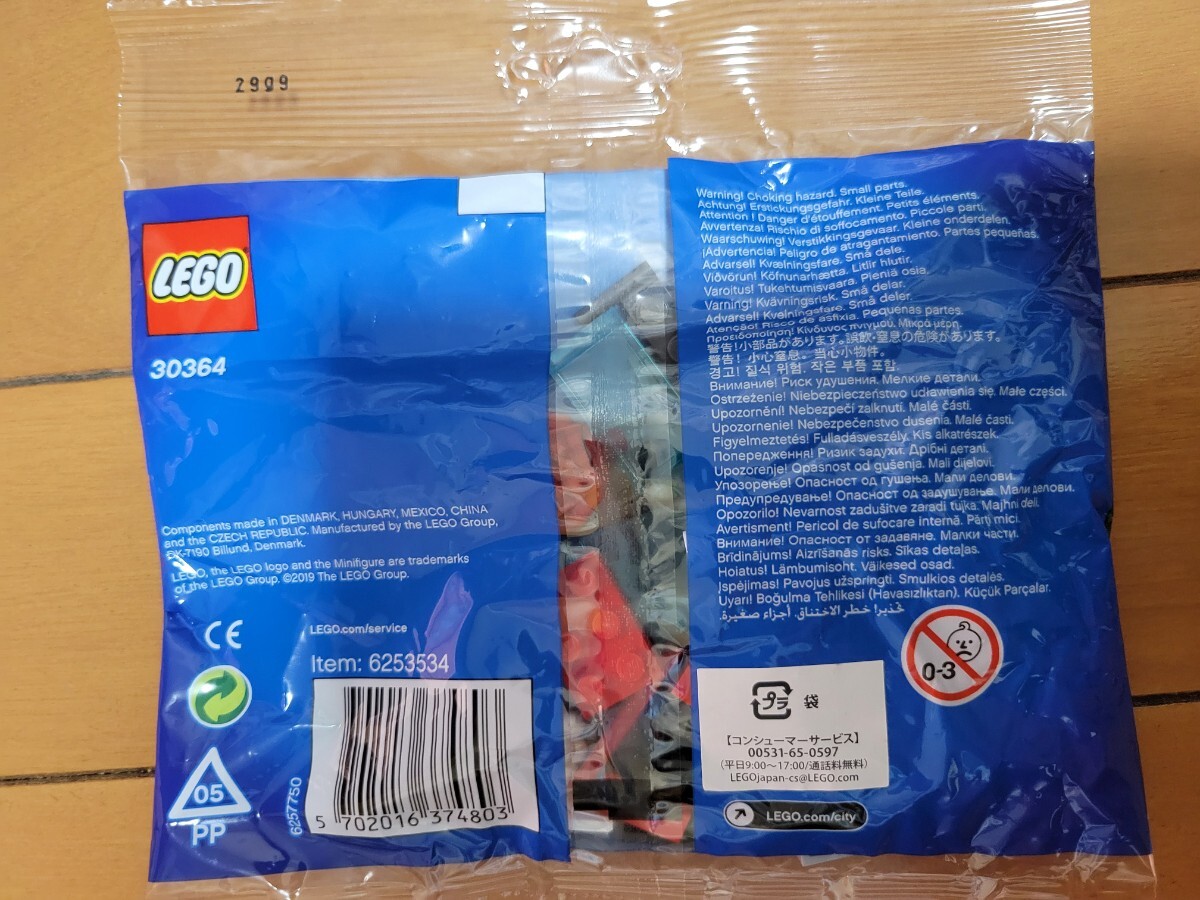 2909
LEGO
30364
Components made in DENMARK, HUNGARY, MEXICO, CHINA
and the CZECH REPUBLIC. Manufactured by the LEGO Group,
DK-7190 Billund, Denmark.
LEGO, the LEGO logo and the Minifigure are trademarks
of the LEGO Group. ©2019 The LEGO Group.
CE
LEGO.com/service
Item: 6253534
05
PP
6257750
5 702016 374803
Warning! Choking hazard. Small parts.
Achtung! Erstickungsgefahr. Kleine Teile.
Attention ! Danger d'étouffement. Petits éléments.
Avvertenza! Rischio di soffocamento. Piccole parti.
Waarschuwing! Verstikkingsgevaar. Kleine onderdelen.
¡Advertencia! Peligro de atragantamiento. Partes pequeñas.
Advarsel! Kvælningsfare. Små dele.
Viðvörun! Köfnunarhætta. Litlir hlutir.
Varoitus! Tukehtumisvaara. Pieniä osia.
Varning! Kvävningsrisk. Små delar.
Advarsel! Kvelningsfare. Små deler.
Atenção! Risco de asfixia. Pequenas partes.
Προειδοποίηση! Κίνδυνος πνιγμού. Μικρά μέρη.
警告!小部品があります。誤飲・窒息の危険があります。
警告! 小心窒息。当心小物件。
경고! 질식 위험. 작은 부품 포함.
Внимание! Риск удушения. Мелкие детали.
Ostrzeżenie! Niebezpieczeństwo udławienia się. Małe części.
Upozornění! Nebezpečí zalknutí. Malé části.
Upozornenie! Nebezpečenstvo dusenia. Malé časti.
Figyelmeztetés! Fulladásveszély. Kis alkatrészek.
Попередження! Ризик задухи. Дрібні деталі.
Upozorenje! Opasnost od gušenja. Mali dijelovi.
Упозорење! Опасност од гушења. Мали делови.
Предупредување! Опасност од задушување. Мали делови.
Opozorilo! Nevarnost zadušitve zaradi tujka. Majhni deli.
Avertisment! Pericol de sufocare internă. Părți mici.
Внимание! Опасност от задавяне. Малки части.
Brīdinājums! Aizrīšanās risks. Sīkas detaļas.
Hoiatus! Lämbumisoht. Väikesed osad.
Įspėjimas! Pavojus užspringti. Smulkios detalės.
Uyarı! Boğulma Tehlikesi (Havasızlıktan). Küçük Parçalar.
تحذير! خطر الاختناق. أجزاء صغيرة.
0-3
プラ 袋
【コンシューマーサービス】
00531-65-0597
(平日9:00~17:00/通話料無料)
LEGOJapan-cs@LEGO.com
LEGO.com/city